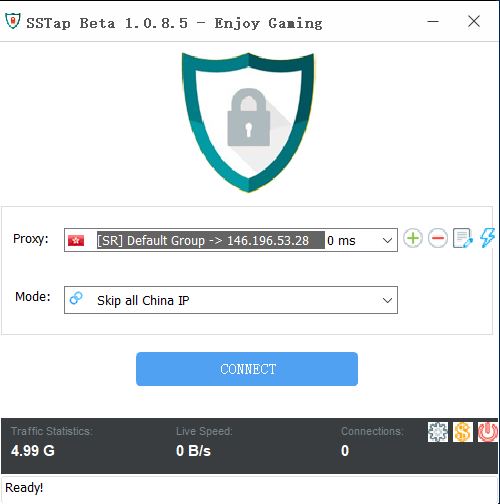 SSTap Beta 1.0.8.5 - Enjoy Gaming
Proxy: [SR] Default Group -> 146.196.53.28 0 ms
Mode: Skip all China IP
CONNECT
Traffic Statistics: Live Speed: Connections:
4.99 G 0 B/s 0
Ready!